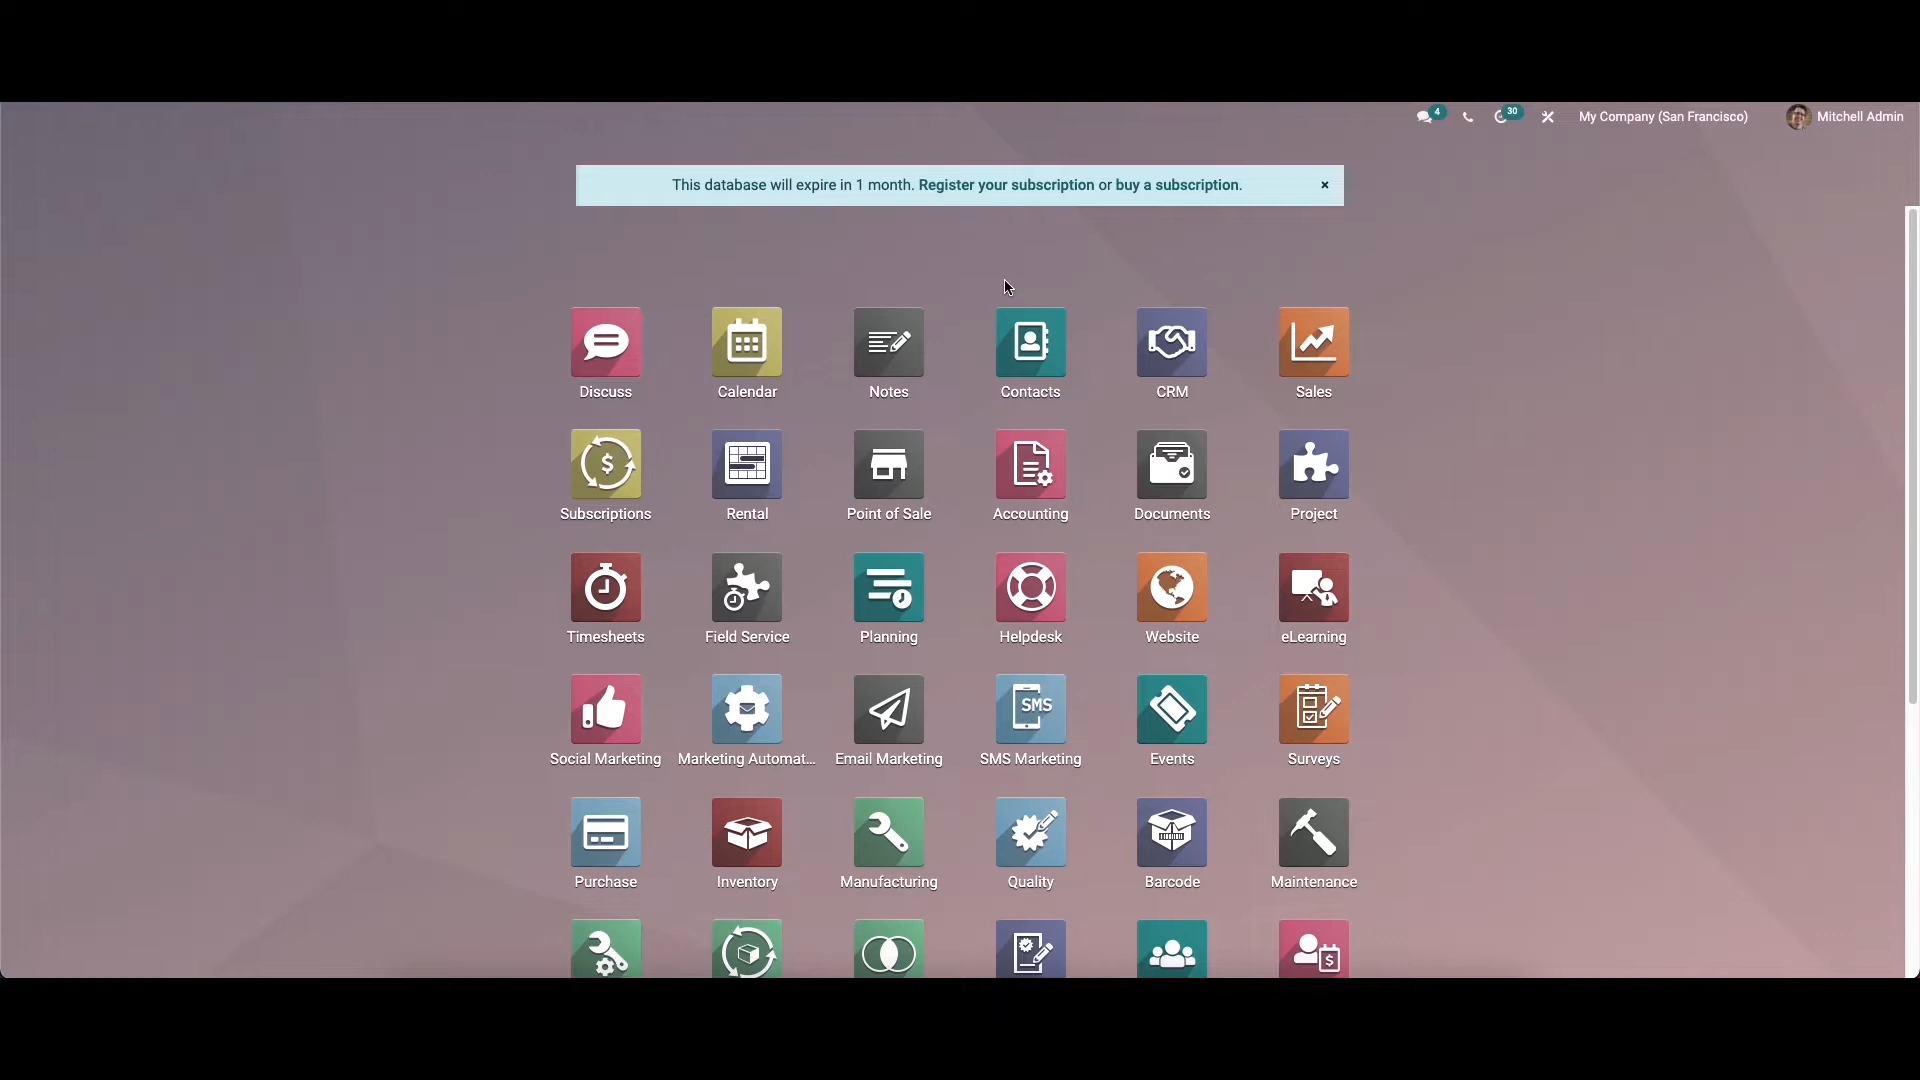 4
30
My Company (San Francisco)
Mitchell Admin
This database will expire in 1 month. Register your subscription or buy a subscription.
×
Discuss
Calendar
Notes
Contacts
CRM
Sales
$
Subscriptions
Rental
Point of Sale
Accounting
Documents
Project
Timesheets
Field Service
Planning
Helpdesk
Website
eLearning
SMS
Social Marketing
Marketing Automat...
Email Marketing
SMS Marketing
Events
Surveys
Purchase
Inventory
Manufacturing
Quality
Barcode
Maintenance
$